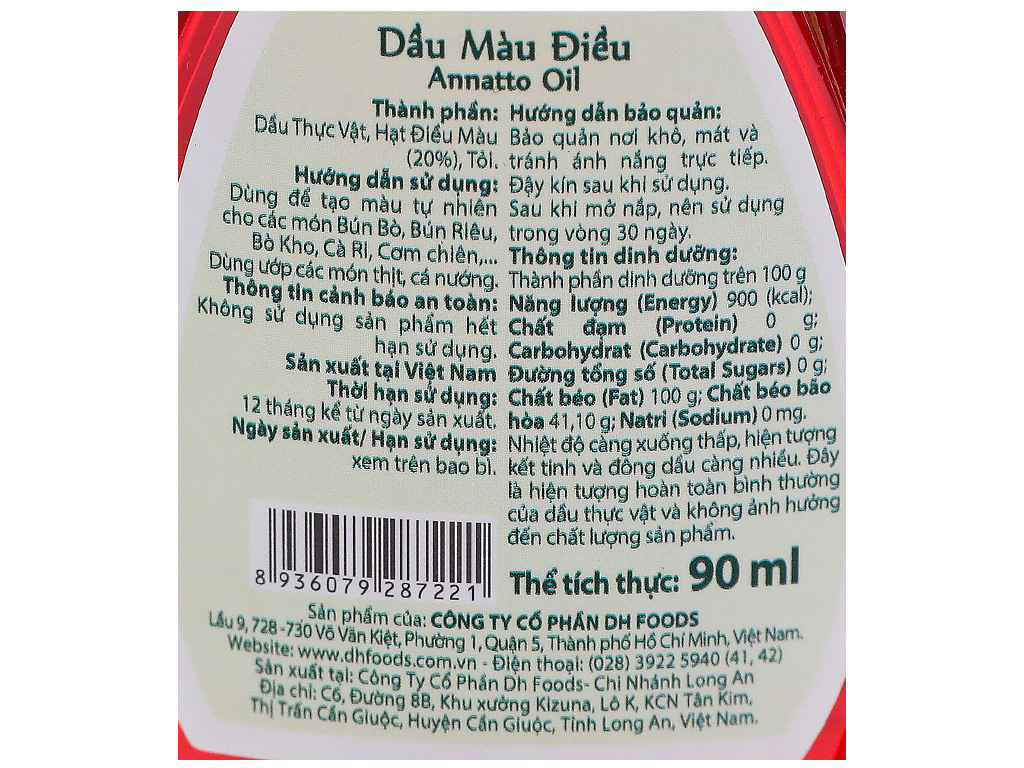 Dầu Màu Điều
Annatto Oil
Thành phần:
Dầu Thực Vật, Hạt Điều Màu
(20%), Tỏi.
Hướng dẫn sử dụng:
Dùng để tạo màu tự nhiên
cho các món Bún Bò, Bún Riêu,
Bò Kho, Cà Ri, Cơm chiên,...
Dùng ướp các món thịt, cá nướng.
Thông tin cảnh báo an toàn:
Không sử dụng sản phẩm hết
hạn sử dụng.
Sản xuất tại Việt Nam
Thời hạn sử dụng:
12 tháng kể từ ngày sản xuất.
Ngày sản xuất/ Hạn sử dụng:
xem trên bao bì.
Hướng dẫn bảo quản:
Bảo quản nơi khô, mát và
tránh ánh nắng trực tiếp.
Đậy kín sau khi sử dụng.
Sau khi mở nắp, nên sử dụng
trong vòng 30 ngày.
Thông tin dinh dưỡng:
Thành phần dinh dưỡng trên 100 g
Năng lượng (Energy) 900 (kcal);
Chất đạm (Protein) 0 g;
Carbohydrat (Carbohydrate) 0 g;
Đường tổng số (Total Sugars) 0 g;
Chất béo (Fat) 100 g; Chất béo bão
hòa 41,10 g; Natri (Sodium) 0 mg.
Nhiệt độ càng xuống thấp, hiện tượng
kết tinh và đông dầu càng nhiều. Đây
là hiện tượng hoàn toàn bình thường
của dầu thực vật và không ảnh hưởng
đến chất lượng sản phẩm.
8 936079 287221
Thể tích thực: 90 ml
Sản phẩm của: CÔNG TY CỔ PHẦN DH FOODS
Lầu 9, 728 -730 Võ Văn Kiệt, Phường 1, Quận 5, Thành phố Hồ Chí Minh, Việt Nam.
Website: www.dhfoods.com.vn - Điện thoại: (028) 3922 5940 (41, 42)
Sản xuất tại: Công Ty Cổ Phần Dh Foods- Chi Nhánh Long An
Địa chỉ: C6, Đường 8B, Khu xưởng Kizuna, Lô K, KCN Tân Kim,
Thị Trấn Cần Giuộc, Huyện Cần Giuộc, Tỉnh Long An, Việt Nam.